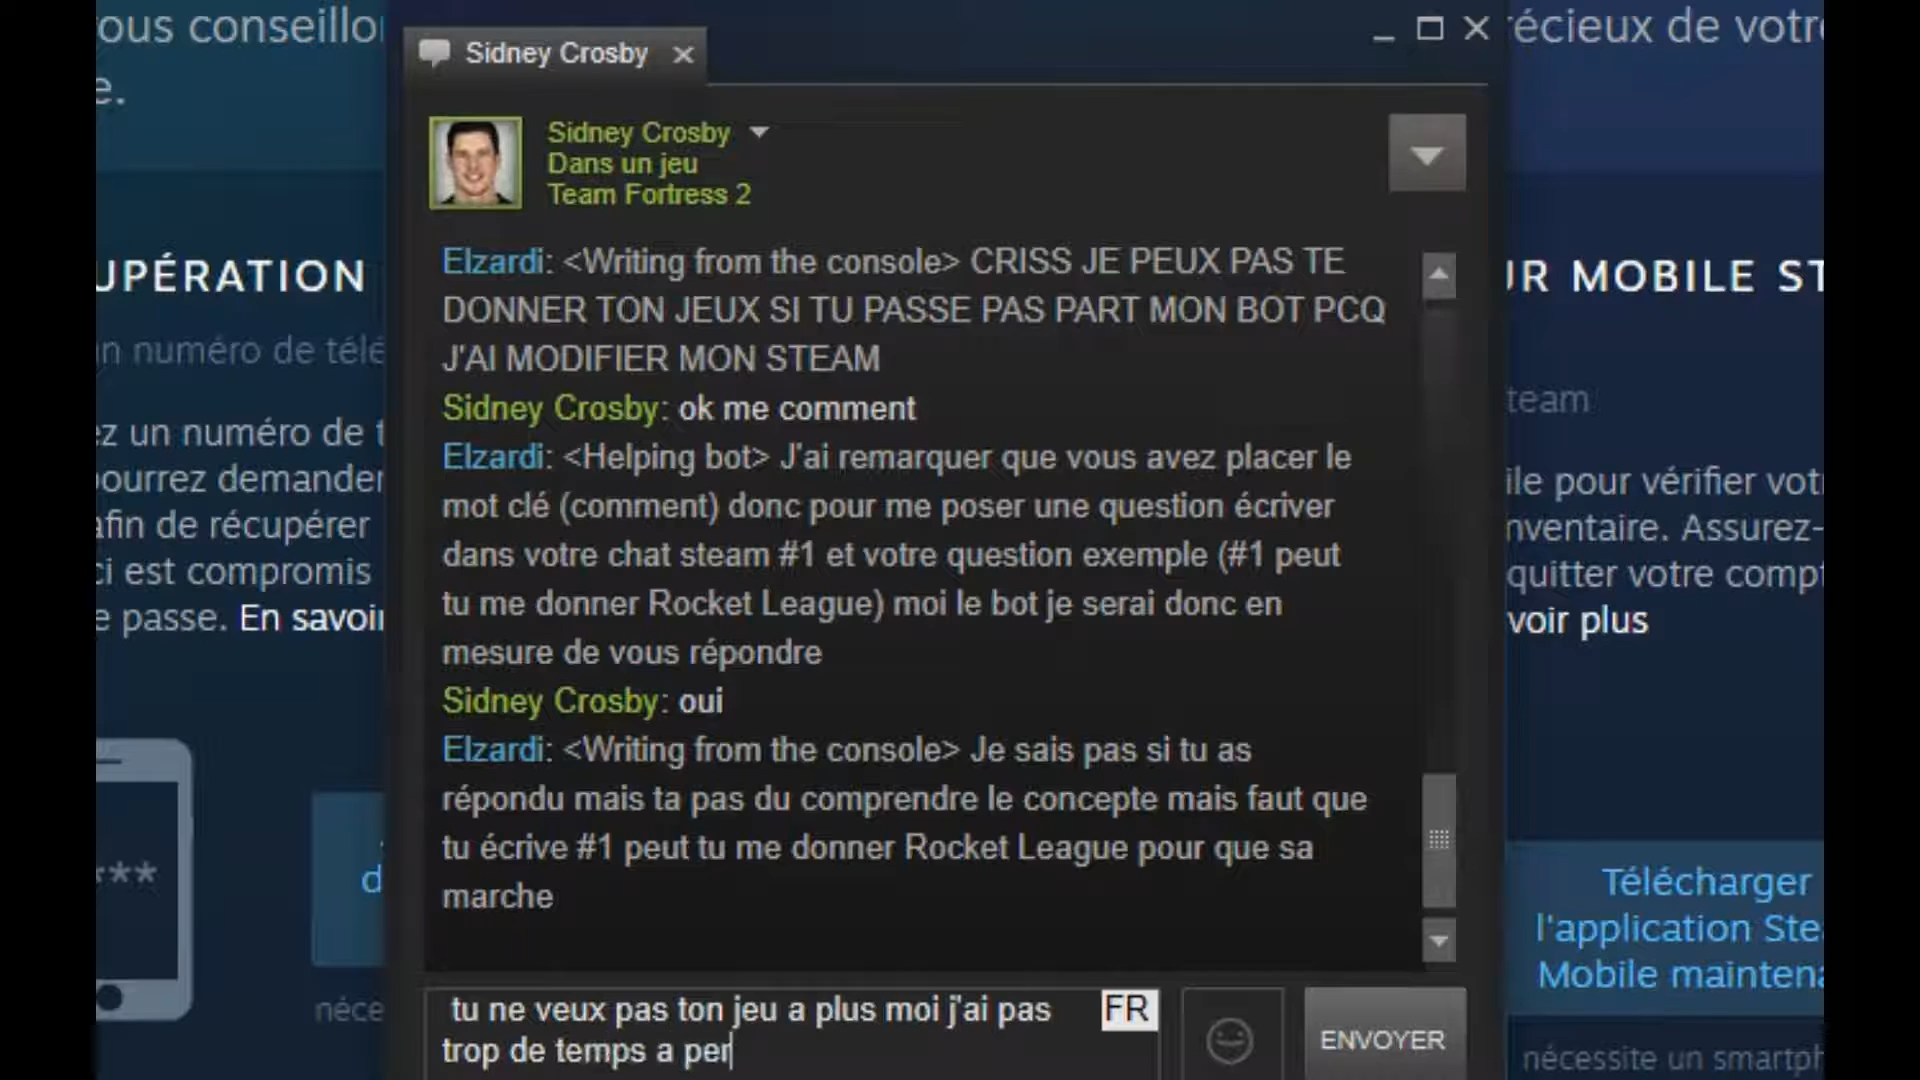 ous conseillo
e.
écieux de votr
Sidney Crosby
Sidney Crosby
Dans un jeu
Team Fortress 2
Elzardi: <Writing from the console> CRISS JE PEUX PAS TE
DONNER TON JEUX SI TU PASSE PAS PART MON BOT PCQ
J'AI MODIFIER MON STEAM
Sidney Crosby: ok me comment
Elzardi: <Helping bot> J'ai remarquer que vous avez placer le
mot clé (comment) donc pour me poser une question écriver
dans votre chat steam #1 et votre question exemple (#1 peut
tu me donner Rocket League) moi le bot je serai donc en
mesure de vous répondre
Sidney Crosby: oui
Elzardi: <Writing from the console> Je sais pas si tu as
répondu mais ta pas du comprendre le concepte mais faut que
tu écrive #1 peut tu me donner Rocket League pour que sa
marche
tu ne veux pas ton jeu a plus moi j'ai pas
trop de temps a per
FR
ENVOYER
UPÉRATION
n numéro de télé
ez un numéro de t
pourrez demander
afin de récupérer
ci est compromis
e passe. En savoir
***
d
néce
R MOBILE ST
team
ile pour vérifier vot
nventaire. Assurez-
quitter votre compt
voir plus
Télécharger
l'application Ste
Mobile maintena
nécessite un smartph